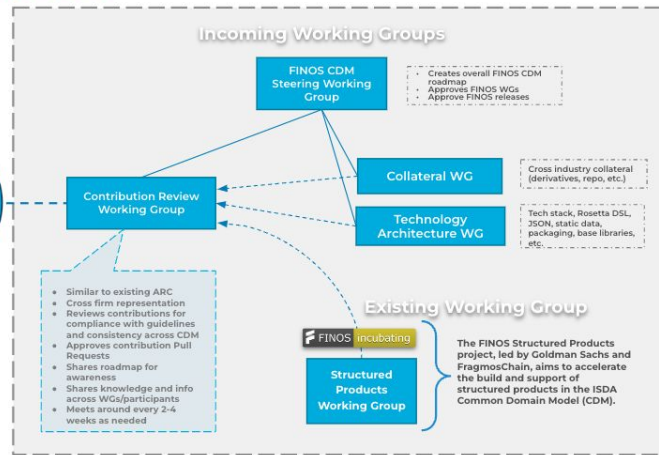 Incoming Working Groups
FINOS CDM
Steering Working
Group
• Creates overall FINOS CDM
roadmap
• Approves FINOS WGs
• Approve FINOS releases
Collateral WG
Cross industry collateral
(derivatives, repo, etc.)
Contribution Review
Working Group
Technology
Architecture WG
Tech stack, Rosetta DSL,
JSON, static data,
packaging, base libraries,
etc.
• Similar to existing ARC
• Cross firm representation
• Reviews contributions for
compliance with guidelines
and consistency across CDM
• Approves contribution Pull
Requests
• Shares roadmap for
awareness
• Shares knowledge and info
across WGs/participants
• Meets around every 2-4
weeks as needed
Existing Working Group
FINOS incubating
Structured
Products
Working Group
The FINOS Structured Products
project, led by Goldman Sachs and
FragmosChain, aims to accelerate
the build and support of
structured products in the ISDA
Common Domain Model (CDM).